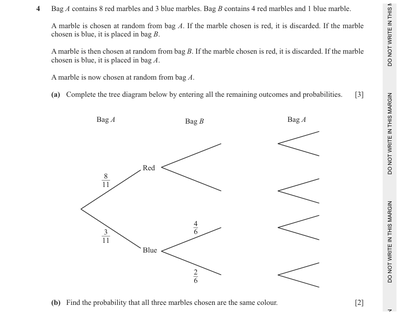 4 Bag A contains 8 red marbles and 3 blue marbles. Bag B contains 4 red marbles and 1 blue marble.
A marble is chosen at random from bag A. If the marble chosen is red, it is discarded. If the marble
chosen is blue, it is placed in bag B.
A marble is then chosen at random from bag B. If the marble chosen is red, it is discarded. If the marble
chosen is blue, it is placed in bag A.
A marble is now chosen at random from bag A.
(a) Complete the tree diagram below by entering all the remaining outcomes and probabilities. [3]
Bag A Bag B Bag A
8/11
Red
3/11
Blue
4/6
2/6
(b) Find the probability that all three marbles chosen are the same colour. [2]
DO NOT WRITE IN THIS M
DO NOT WRITE IN THIS MARGIN
DO NOT WRITE IN THIS MARGIN